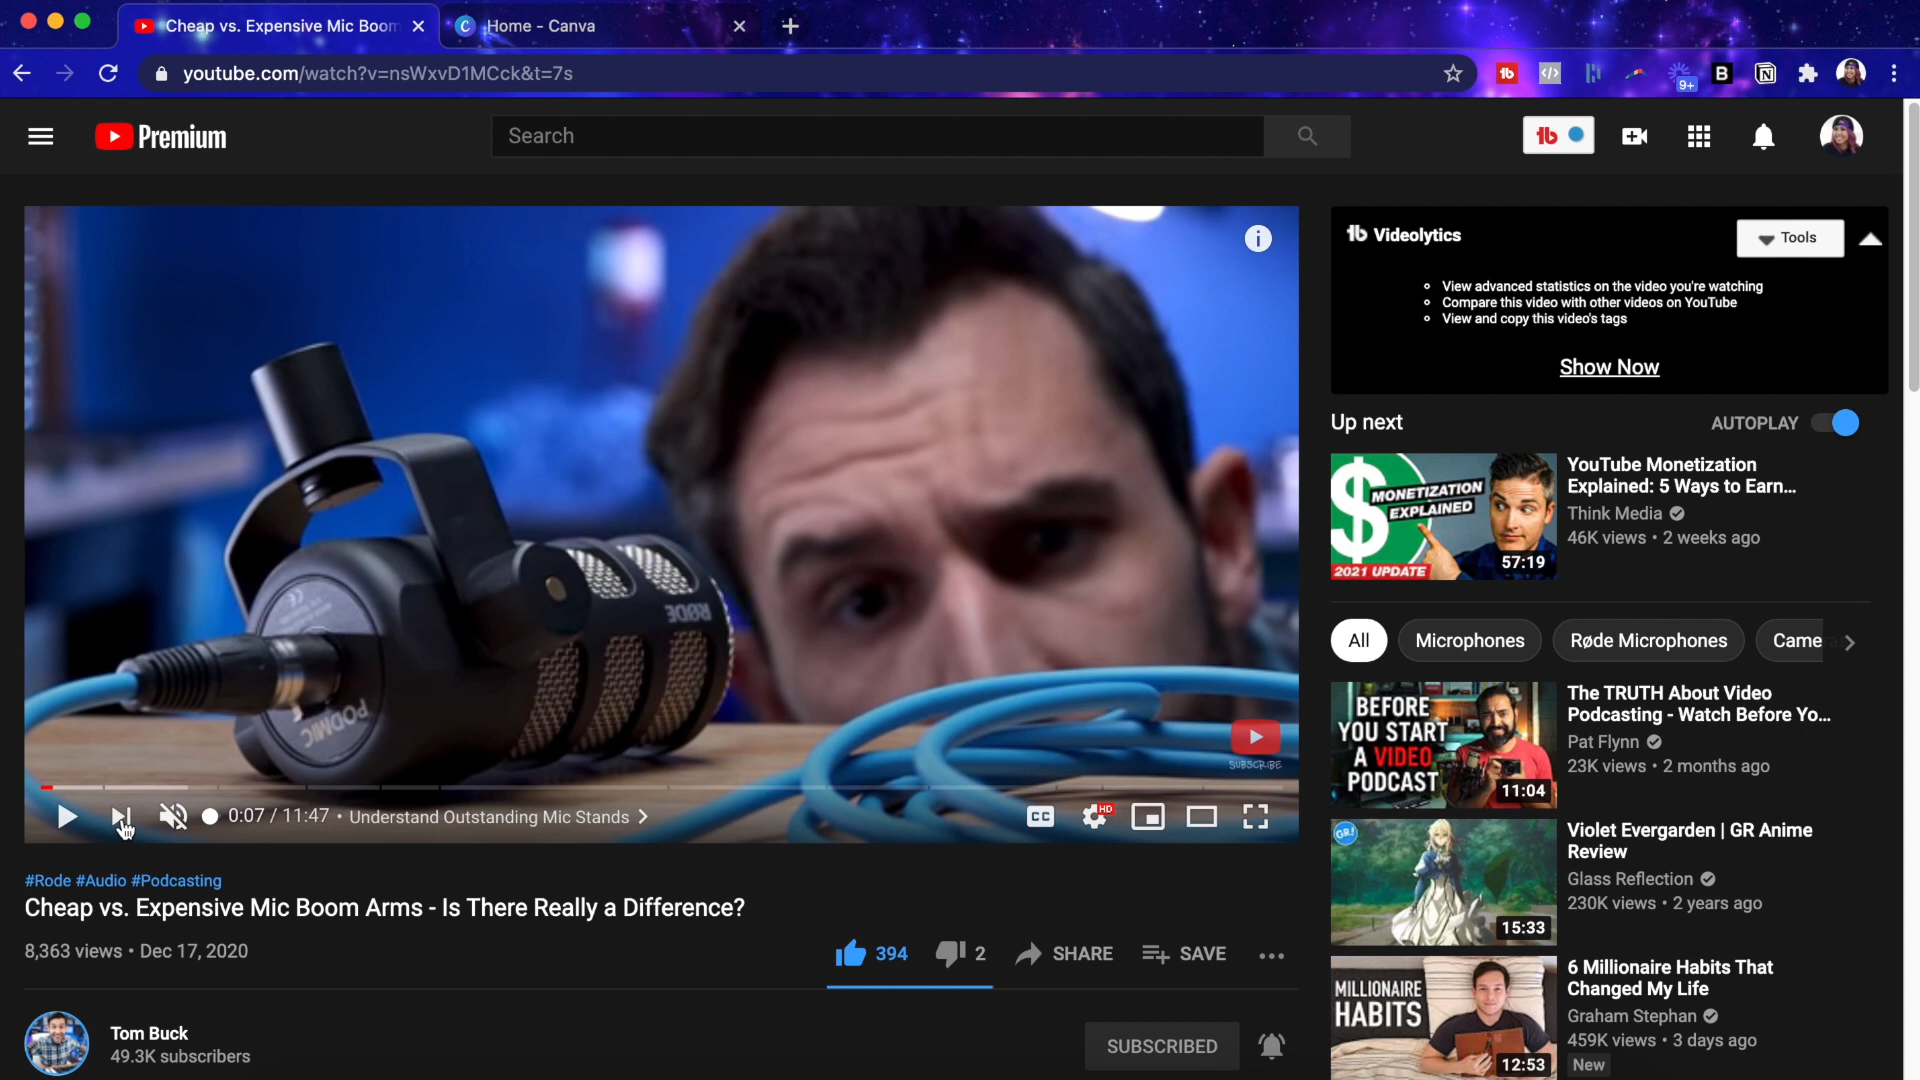 Cheap vs. Expensive Mic Boom
Home - Canva
youtube.com/watch?v=nsWxvD1MCck&t=7s
9+
Premium
Search
Videolytics
Tools
View advanced statistics on the video you're watching
Compare this video with other videos on YouTube
View and copy this video's tags
Show Now
Up next
AUTOPLAY
MONETIZATION
EXPLAINED
2021 UPDATE
57:19
YouTube Monetization
Explained: 5 Ways to Earn...
Think Media
46K views • 2 weeks ago
All
Microphones
Røde Microphones
Came
BEFORE
YOU START
A VIDEO
PODCAST
11:04
The TRUTH About Video
Podcasting - Watch Before Yo...
Pat Flynn
23K views • 2 months ago
GR!
15:33
Violet Evergarden | GR Anime
Review
Glass Reflection
230K views • 2 years ago
MILLIONAIRE
HABITS
12:53
6 Millionaire Habits That
Changed My Life
Graham Stephan
459K views • 3 days ago
New
RØDE
PODMIC
SUBSCRIBE
0:07 / 11:47 • Understand Outstanding Mic Stands
CC
HD
#Rode #Audio #Podcasting
Cheap vs. Expensive Mic Boom Arms - Is There Really a Difference?
8,363 views • Dec 17, 2020
394
2
SHARE
SAVE
Tom Buck
49.3K subscribers
SUBSCRIBED